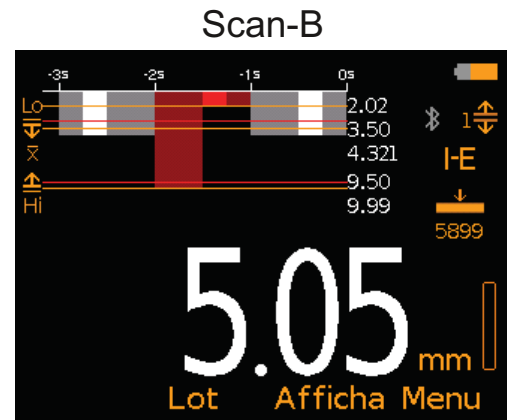 Scan-B
-3s -2s -1s 0s
Lo 2.02
3.50 1
x̄ 4.321 I-E
9.50
Hi 9.99
5899
5.05 mm
Lot Afficha Menu